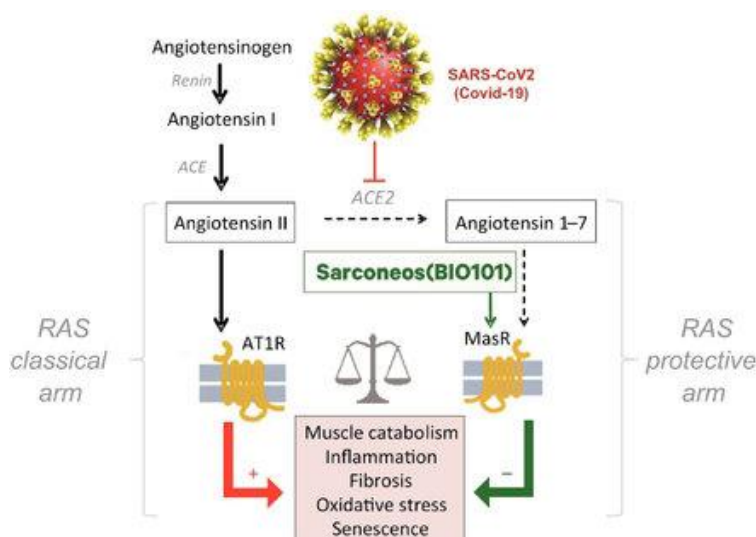 Angiotensinogen
Renin
SARS-CoV2
(Covid-19)
Angiotensin I
ACE
ACE2
Angiotensin II
Angiotensin 1–7
Sarconeos(BIO101)
RAS
classical
arm
AT1R
MasR
RAS
protective
arm
Muscle catabolism
Inflammation
Fibrosis
Oxidative stress
Senescence
+
–